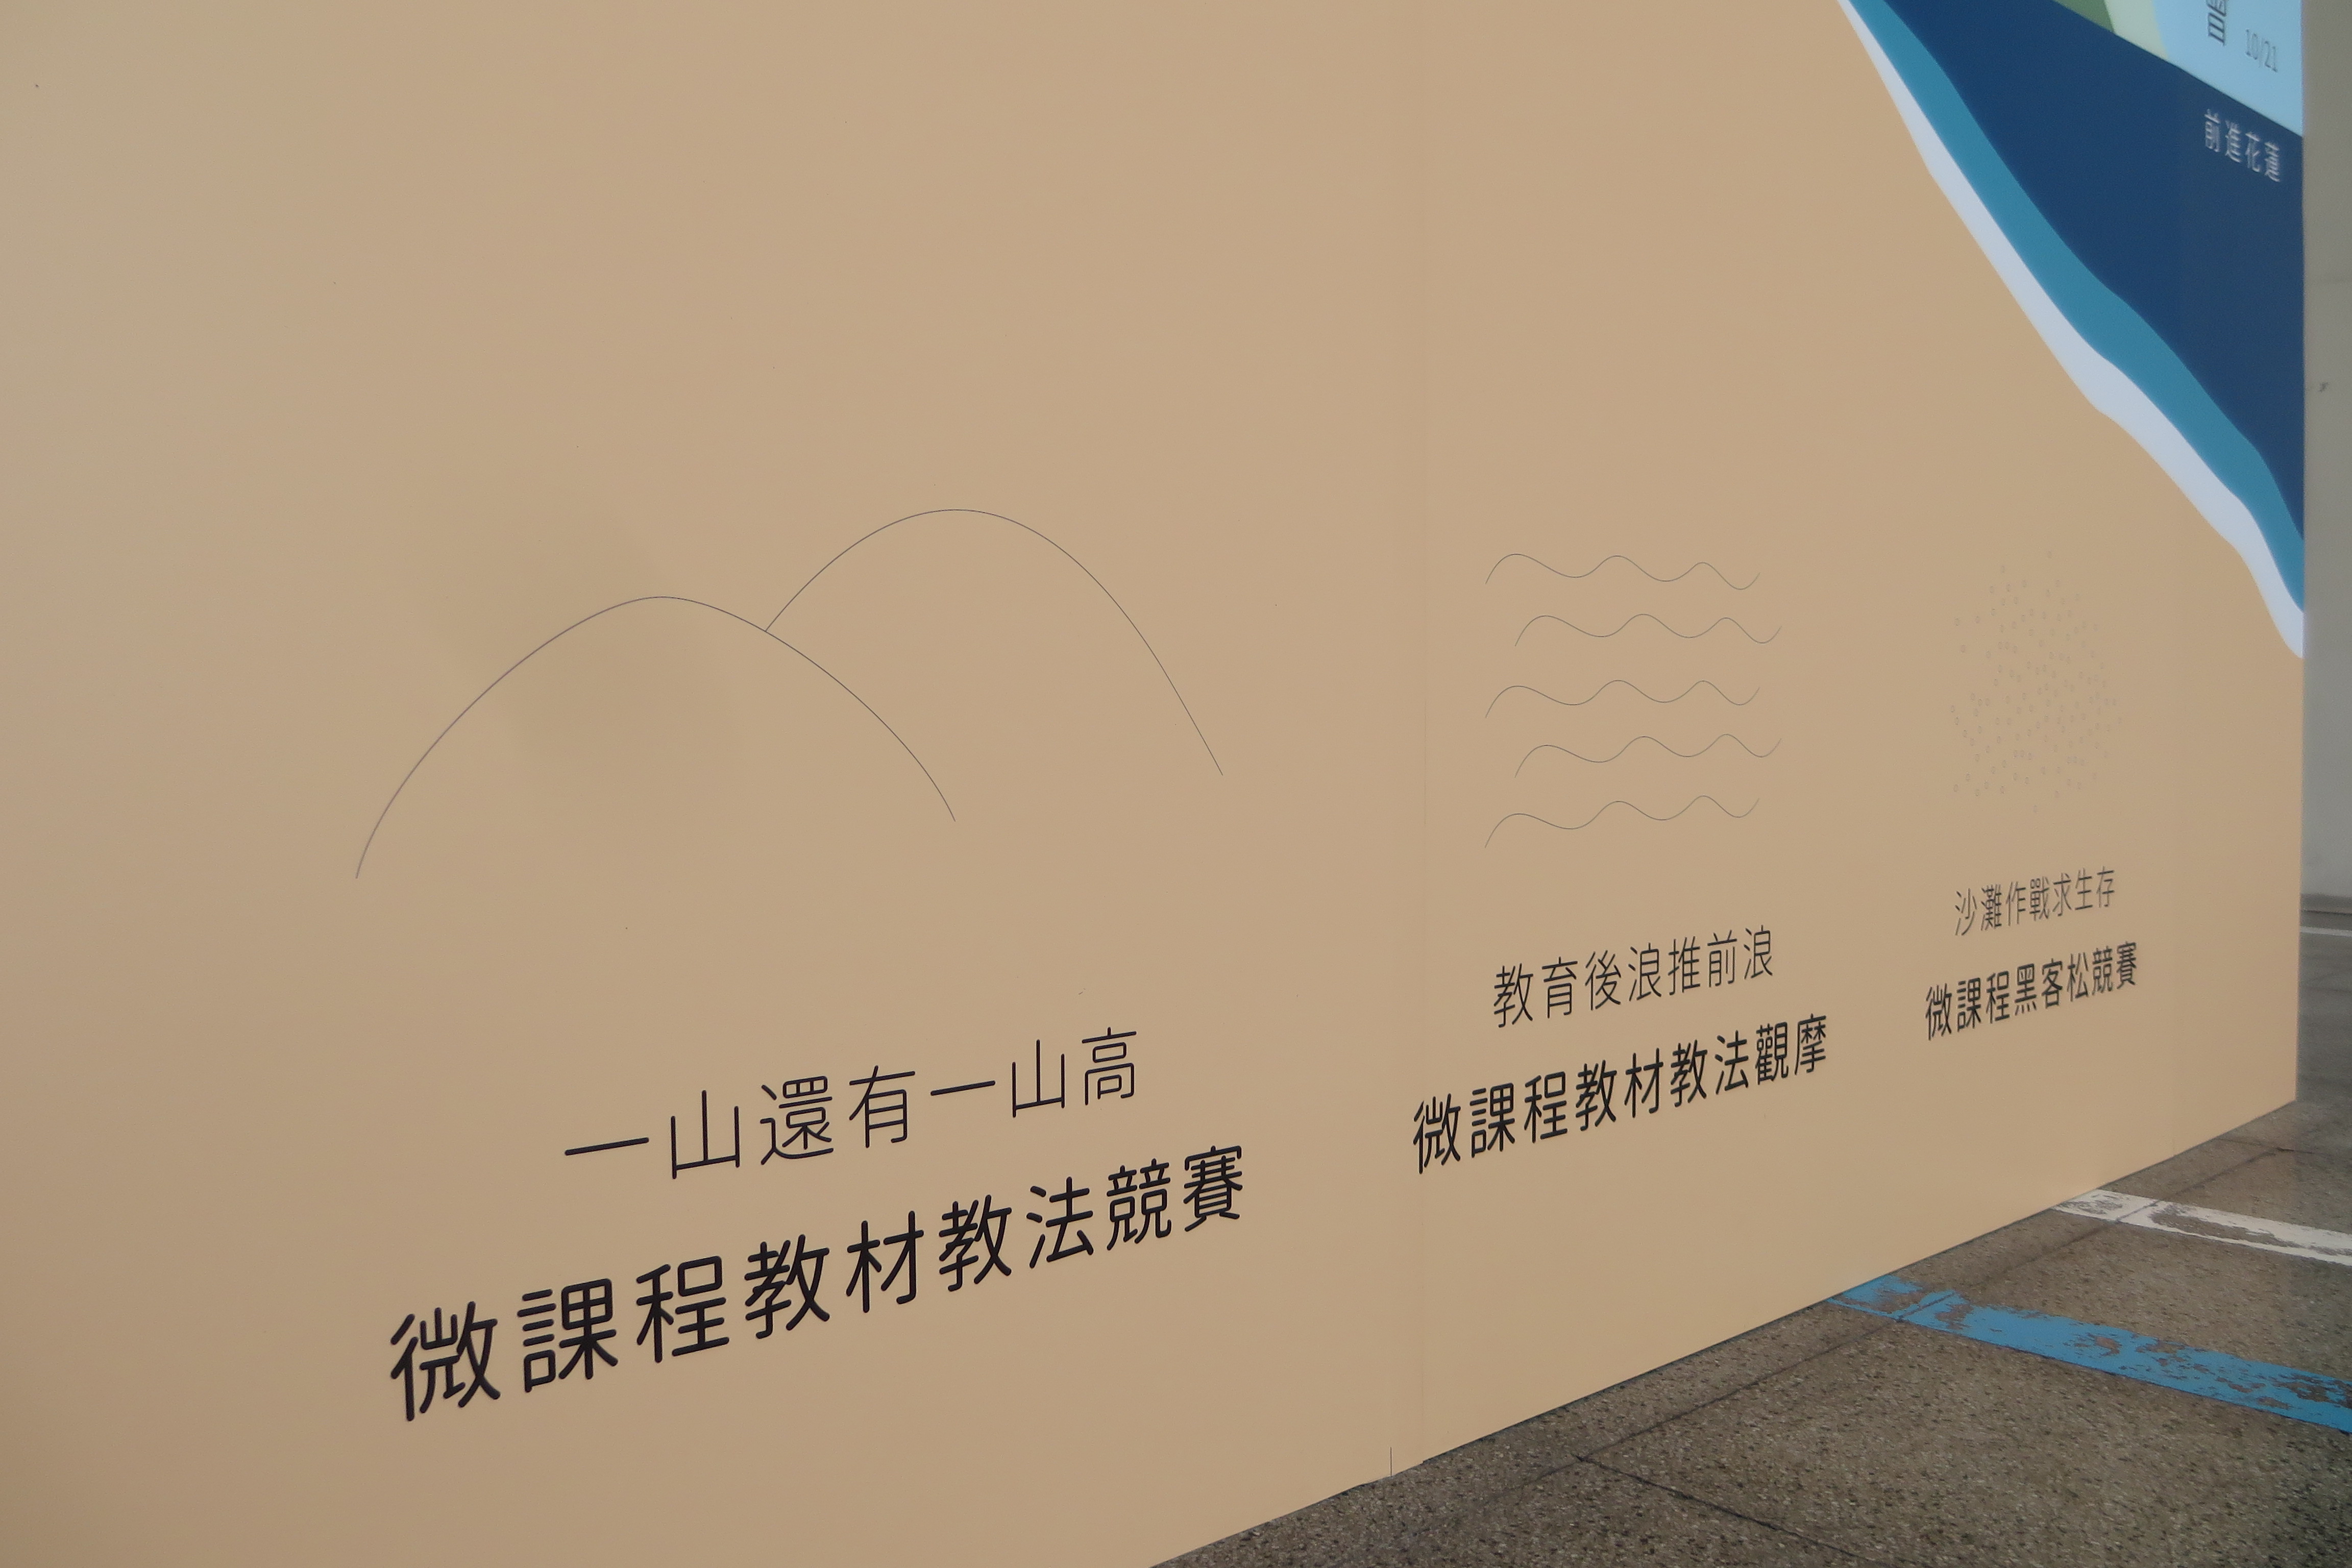 一山還有一山高
微課程教材教法競賽
教育後浪推前浪
微課程教材教法觀摩
沙灘作戰求生存
微課程黑客松競賽
10/21
前進花蓮